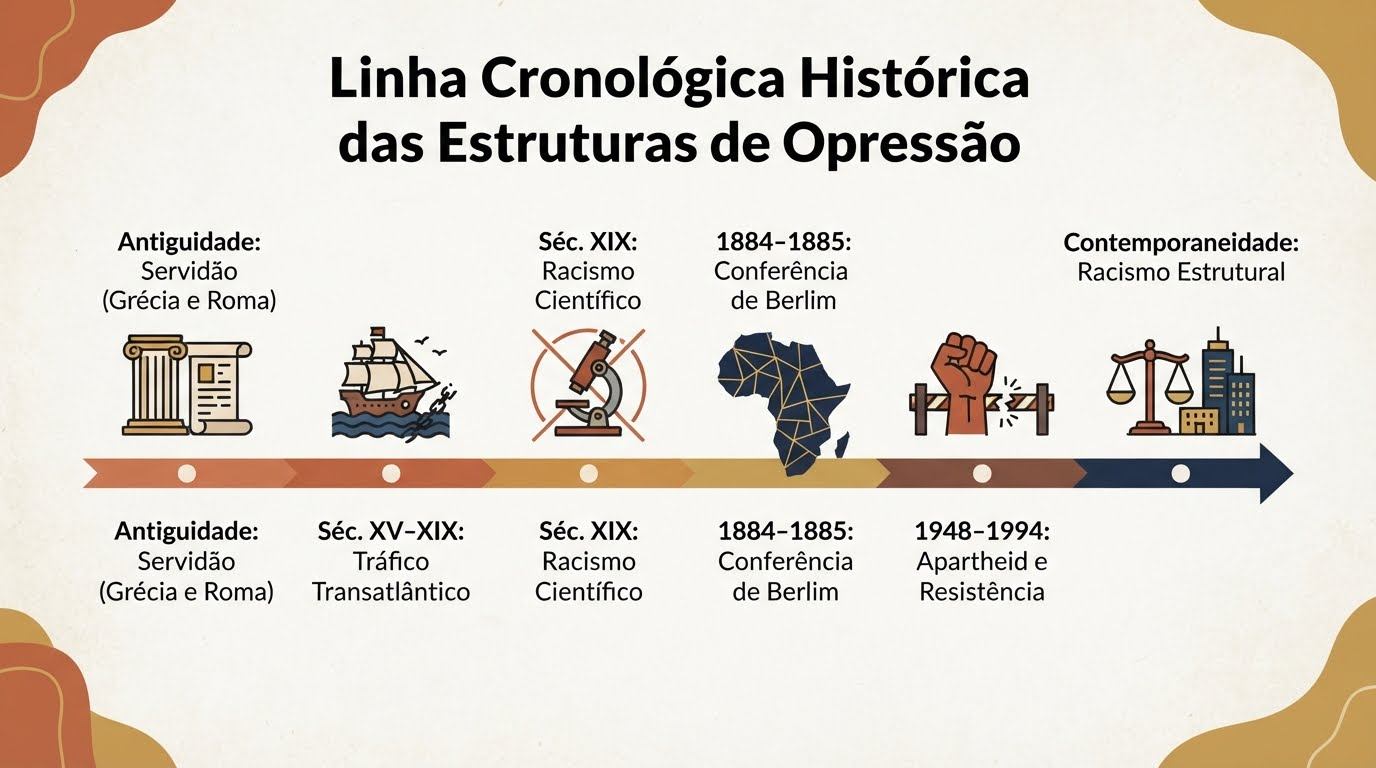 Linha Cronológica Histórica
das Estruturas de Opressão
Antiguidade:
Servidão
(Grécia e Roma)
Séc. XIX:
Racismo
Científico
1884–1885:
Conferência
de Berlim
Contemporaneidade:
Racismo Estrutural
Antiguidade:
Servidão
(Grécia e Roma)
Séc. XV–XIX:
Tráfico
Transatlântico
Séc. XIX:
Racismo
Científico
1884–1885:
Conferência
de Berlim
1948–1994:
Apartheid e
Resistência